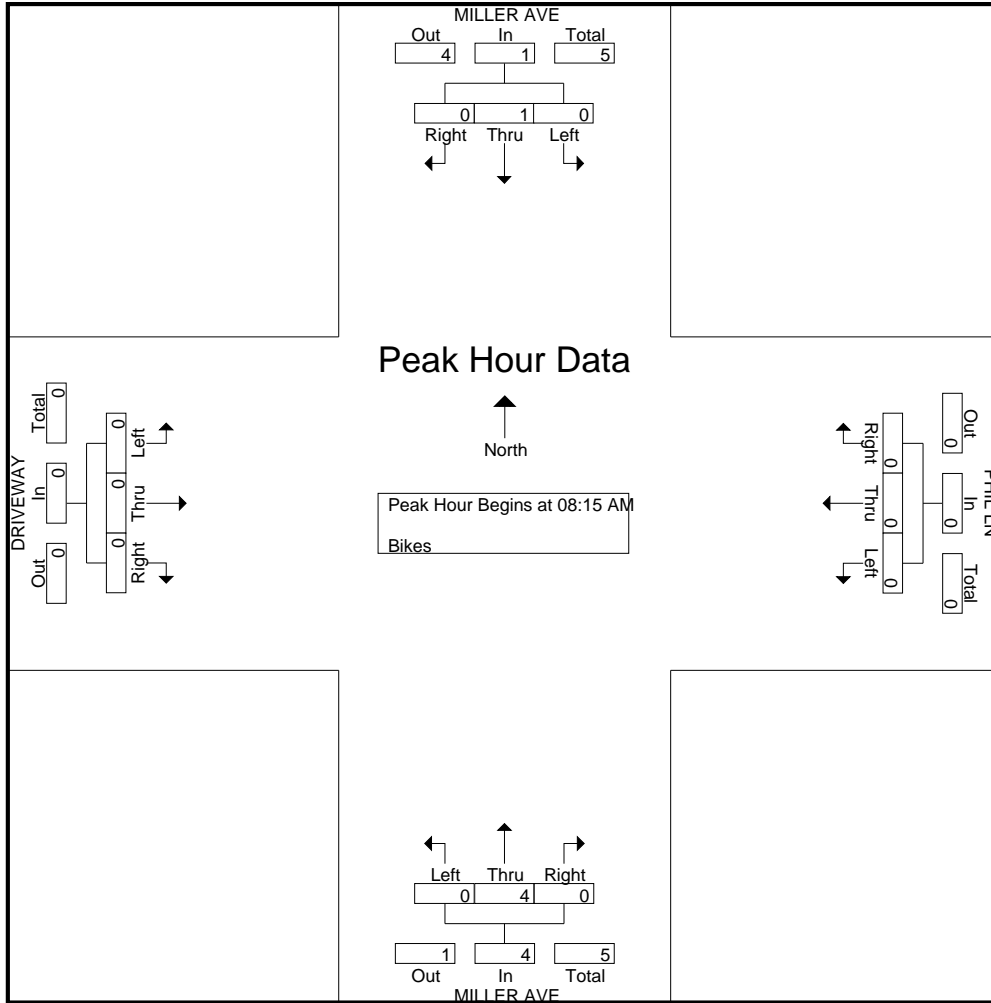 MILLER AVE
Out In Total
4 1 5
0 1 0
Right Thru Left
Peak Hour Data
North
Peak Hour Begins at 08:15 AM
Bikes
DRIVEWAY
Out In Total
0 0 0
0 0 0
Right Thru Left
PHIL LN
Out In Total
0 0 0
Right Thru Left
0 0 0
Left Thru Right
0 4 0
1 4 5
Out In Total
MILLER AVE